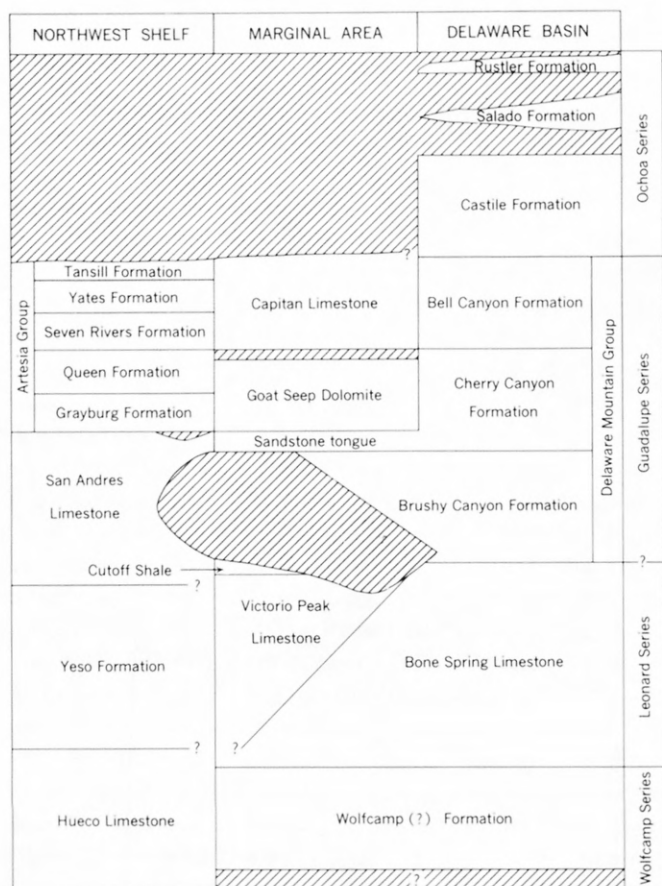 NORTHWEST SHELF
MARGINAL AREA
DELAWARE BASIN
Rustler Formation
Salado Formation
Castile Formation
Ochoa Series
?
Artesia Group
Tansill Formation
Yates Formation
Seven Rivers Formation
Queen Formation
Grayburg Formation
Capitan Limestone
Goat Seep Dolomite
Sandstone tongue
Bell Canyon Formation
Cherry Canyon
Formation
Brushy Canyon Formation
Delaware Mountain Group
Guadalupe Series
San Andres
Limestone
Cutoff Shale
?
?
Victorio Peak
Limestone
Yeso Formation
Bone Spring Limestone
Leonard Series
?
?
Hueco Limestone
Wolfcamp (?) Formation
Wolfcamp Series
?